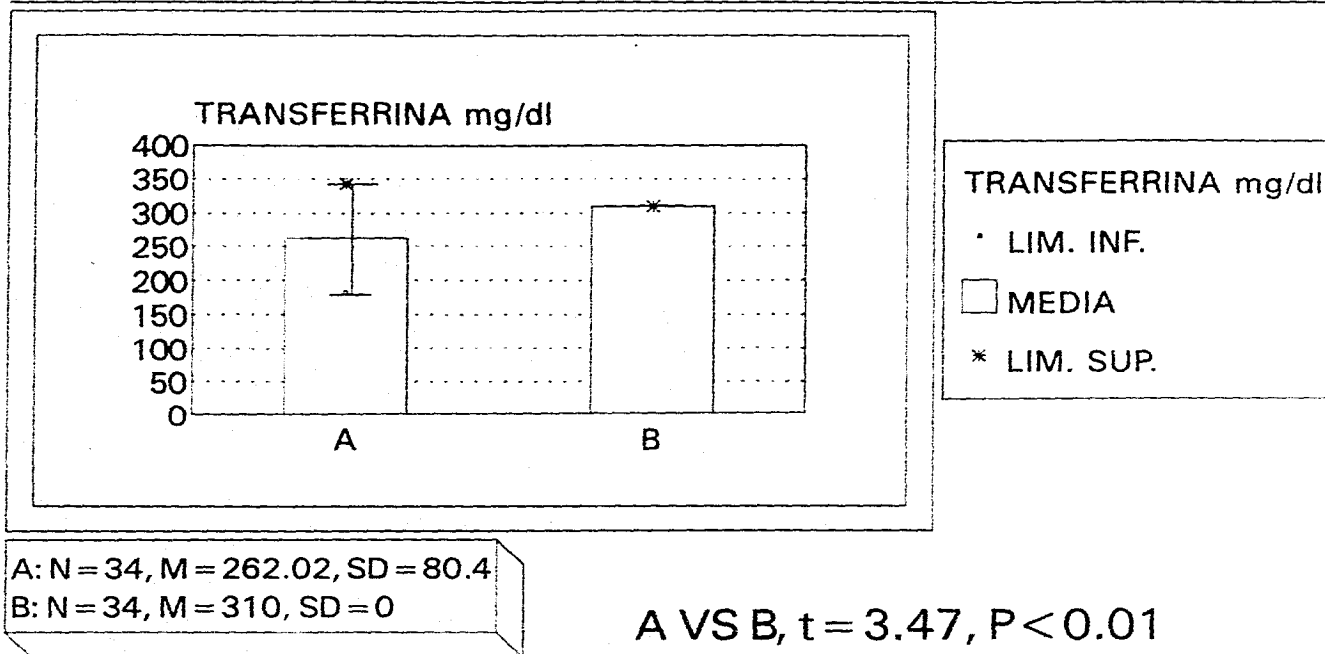 TRANSFERRINA mg/dl
400
350
300
250
200
150
100
50
0
A B
TRANSFERRINA mg/dl
· LIM. INF.
MEDIA
* LIM. SUP.
A: N=34, M=262.02, SD=80.4
B: N=34, M=310, SD=0
A VS B, t=3.47, P<0.01